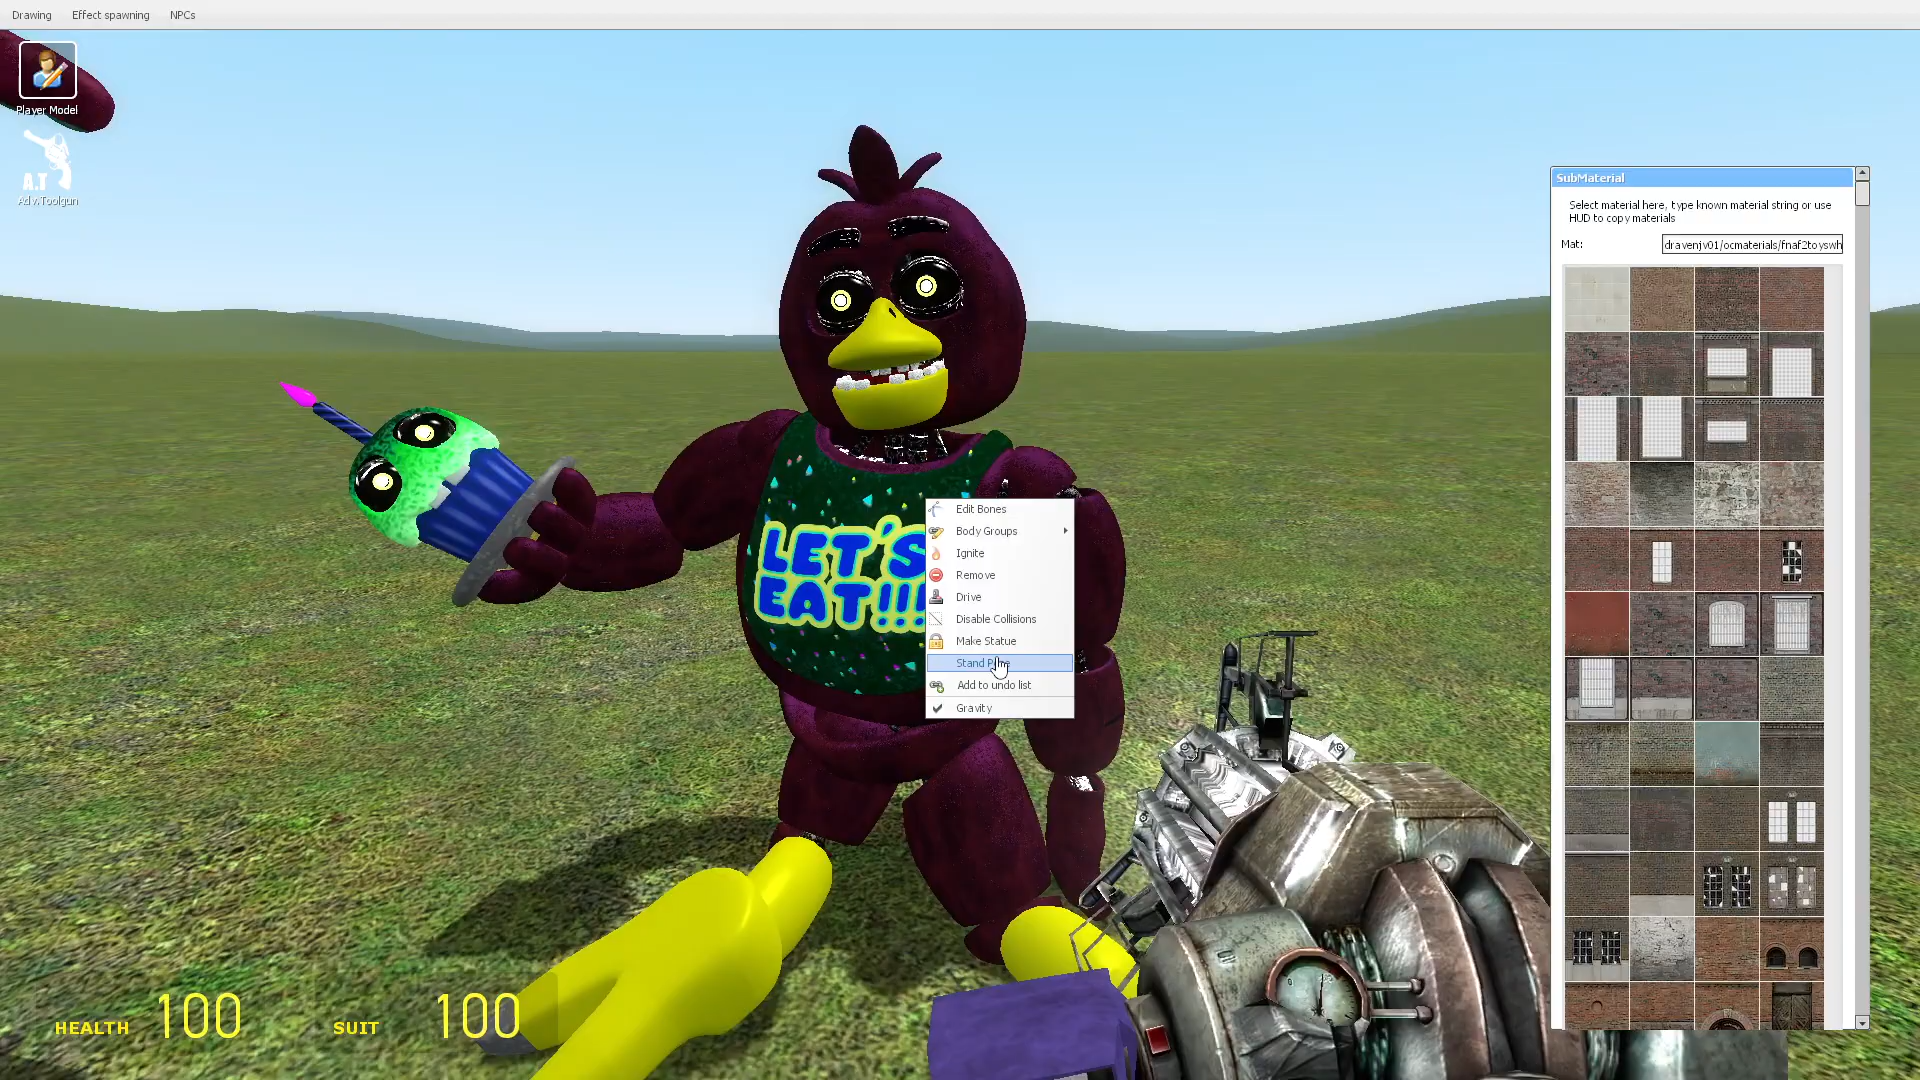 Drawing Effect spawning NPCs
Player Model
A.T
Adv.Toolgun
SubMaterial
Select material here, type known material string or use
HUD to copy materials
Mat: dravenjv01/ocmaterials/fnaf2toyswh
LET'S
EAT!!!
Edit Bones
Body Groups
Ignite
Remove
Drive
Disable Collisions
Make Statue
Stand
Add to undo list
Gravity
HEALTH 100 SUIT 100